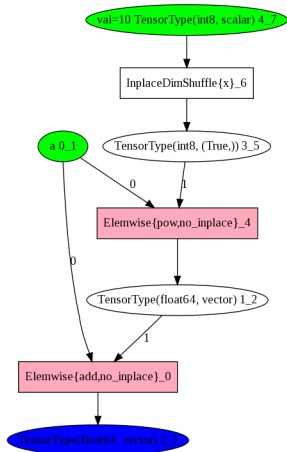 val=10 TensorType(int8, scalar) 4_7
InplaceDimShuffle{x}_6
a 0_1
TensorType(int8, (True,)) 3_5
0
1
Elemwise{pow,no_inplace}_4
0
TensorType(float64, vector) 1_2
1
Elemwise{add,no_inplace}_0
TensorType(float64, vector) 2_3